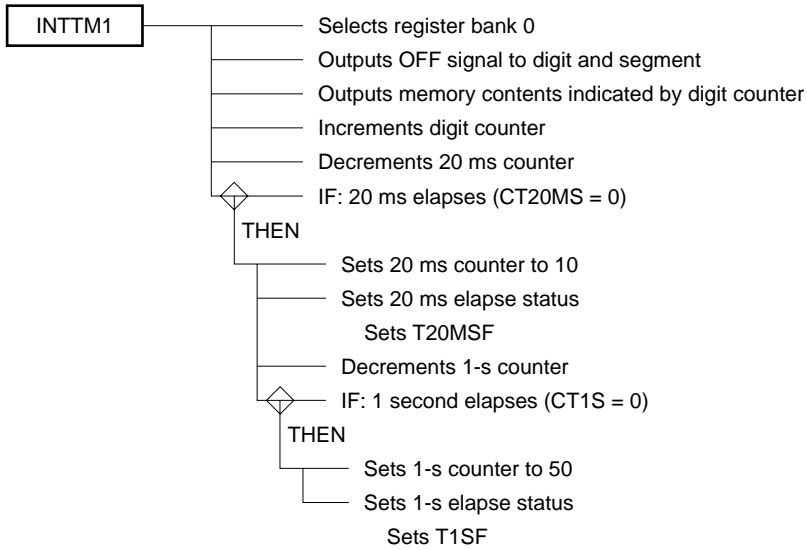 INTTM1
Selects register bank 0
Outputs OFF signal to digit and segment
Outputs memory contents indicated by digit counter
Increments digit counter
Decrements 20 ms counter
IF: 20 ms elapses (CT20MS = 0)
THEN
Sets 20 ms counter to 10
Sets 20 ms elapse status
Sets T20MSF
Decrements 1-s counter
IF: 1 second elapses (CT1S = 0)
THEN
Sets 1-s counter to 50
Sets 1-s elapse status
Sets T1SF